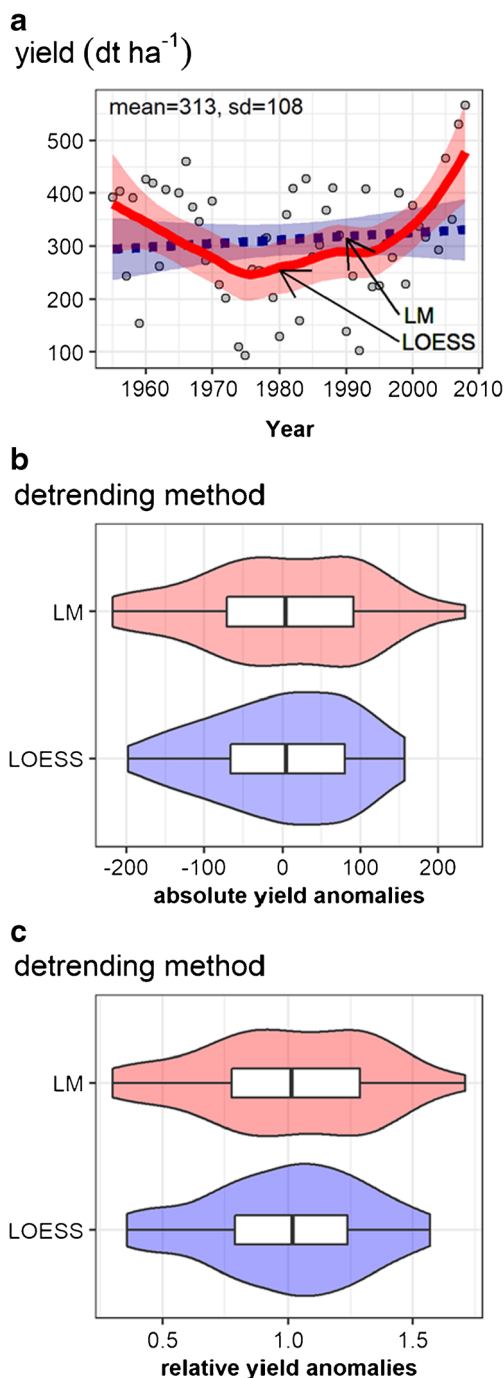 a
yield (dt ha⁻¹)
mean=313, sd=108
500
400
300
200
100
LM
LOESS
1960 1970 1980 1990 2000 2010
Year
b
detrending method
LM
LOESS
-200 -100 0 100 200
absolute yield anomalies
c
detrending method
LM
LOESS
0.5 1.0 1.5
relative yield anomalies